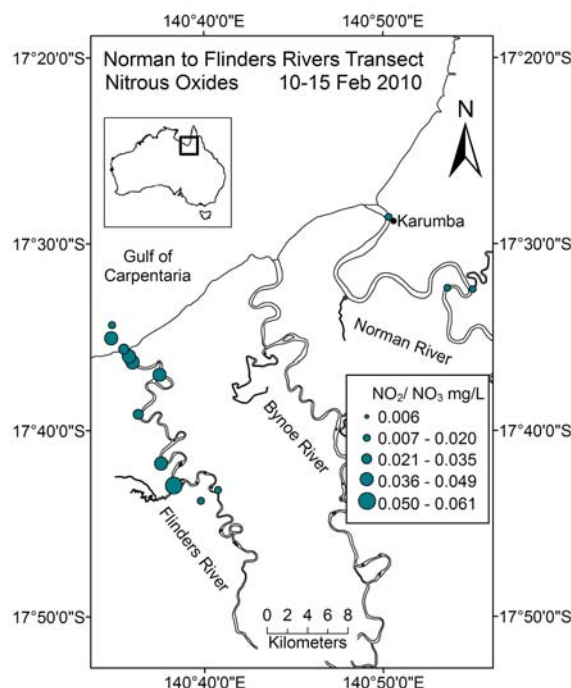 140°40'0"E
140°50'0"E
17°20'0"S
17°20'0"S
Norman to Flinders Rivers Transect
Nitrous Oxides 10-15 Feb 2010
N
Karumba
17°30'0"S
17°30'0"S
Gulf of
Carpentaria
Norman River
Bynoe River
NO₂/ NO₃ mg/L
0.006
0.007 - 0.020
0.021 - 0.035
0.036 - 0.049
0.050 - 0.061
17°40'0"S
17°40'0"S
Flinders River
17°50'0"S
17°50'0"S
0 2 4 6 8
Kilometers
140°40'0"E
140°50'0"E